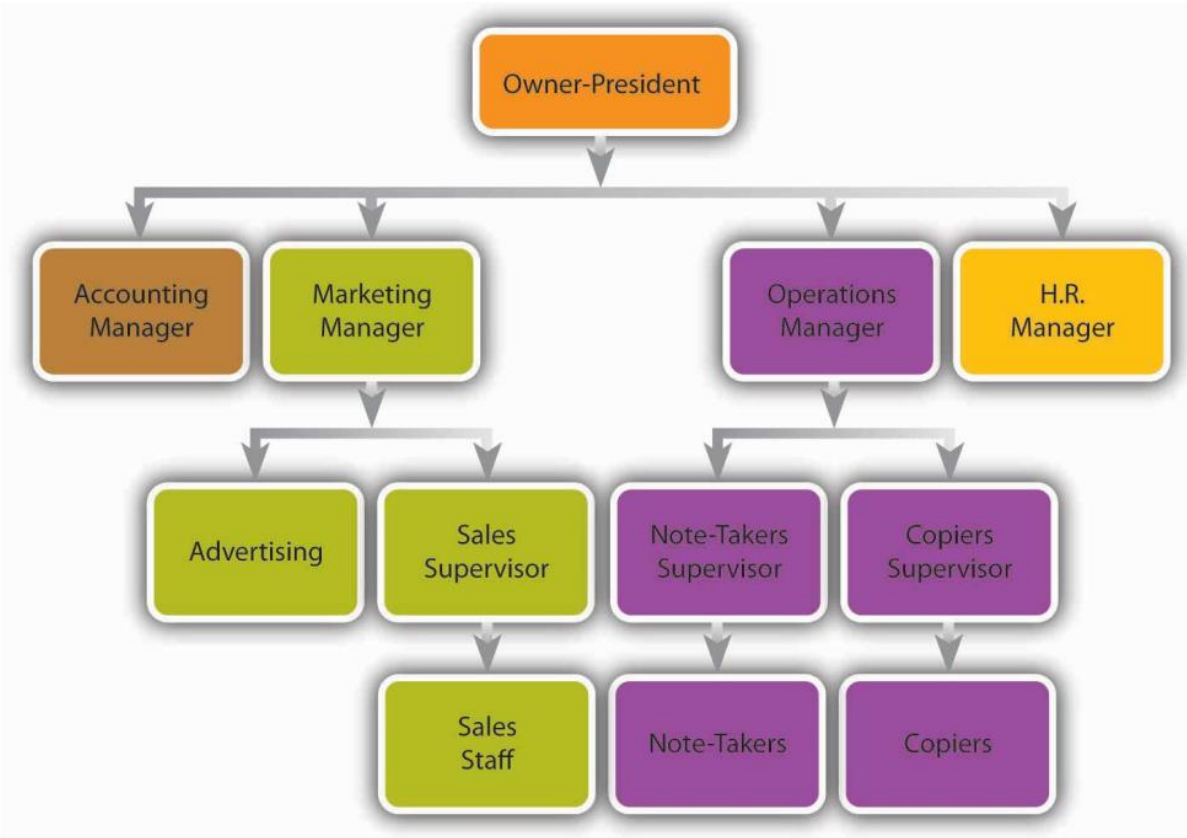 Owner-President
Accounting
Manager
Marketing
Manager
Operations
Manager
H.R.
Manager
Advertising
Sales
Supervisor
Note-Takers
Supervisor
Copiers
Supervisor
Sales
Staff
Note-Takers
Copiers